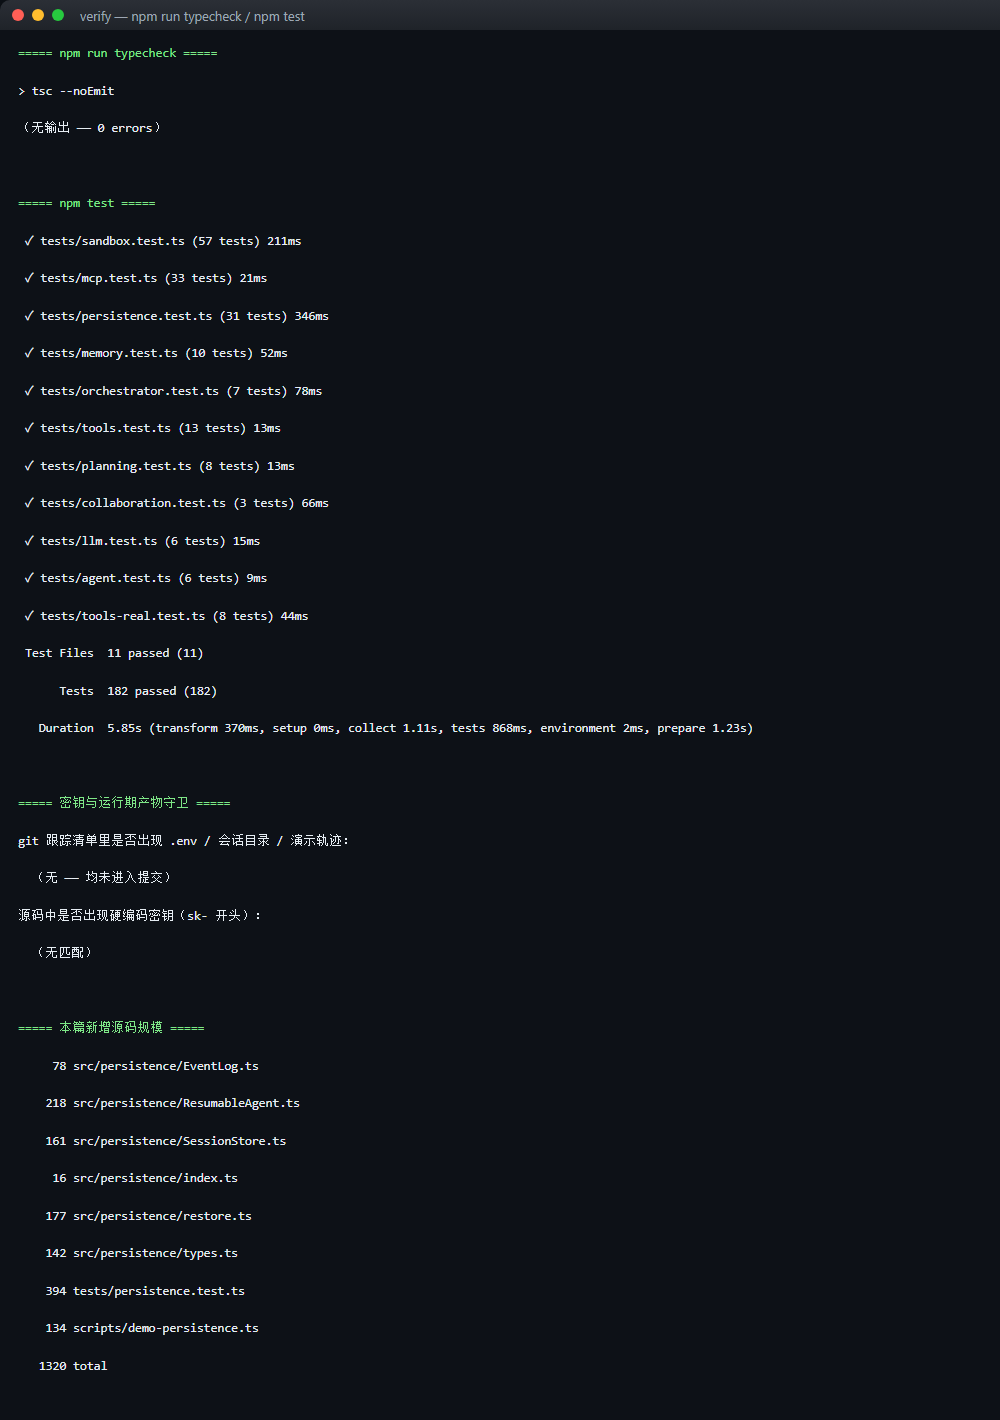 verify — npm run typecheck / npm test
===== npm run typecheck =====
> tsc --noEmit
（无输出 —— 0 errors）
===== npm test =====
✓ tests/sandbox.test.ts (57 tests) 211ms
✓ tests/mcp.test.ts (33 tests) 21ms
✓ tests/persistence.test.ts (31 tests) 346ms
✓ tests/memory.test.ts (10 tests) 52ms
✓ tests/orchestrator.test.ts (7 tests) 78ms
✓ tests/tools.test.ts (13 tests) 13ms
✓ tests/planning.test.ts (8 tests) 13ms
✓ tests/collaboration.test.ts (3 tests) 66ms
✓ tests/llm.test.ts (6 tests) 15ms
✓ tests/agent.test.ts (6 tests) 9ms
✓ tests/tools-real.test.ts (8 tests) 44ms
Test Files  11 passed (11)
Tests  182 passed (182)
Duration  5.85s (transform 370ms, setup 0ms, collect 1.11s, tests 868ms, environment 2ms, prepare 1.23s)
===== 密钥与运行期产物守卫 =====
git 跟踪清单里是否出现 .env / 会话目录 / 演示轨迹：
（无 —— 均未进入提交）
源码中是否出现硬编码密钥（sk- 开头）：
（无匹配）
===== 本篇新增源码规模 =====
78 src/persistence/EventLog.ts
218 src/persistence/ResumableAgent.ts
161 src/persistence/SessionStore.ts
16 src/persistence/index.ts
177 src/persistence/restore.ts
142 src/persistence/types.ts
394 tests/persistence.test.ts
134 scripts/demo-persistence.ts
1320 total